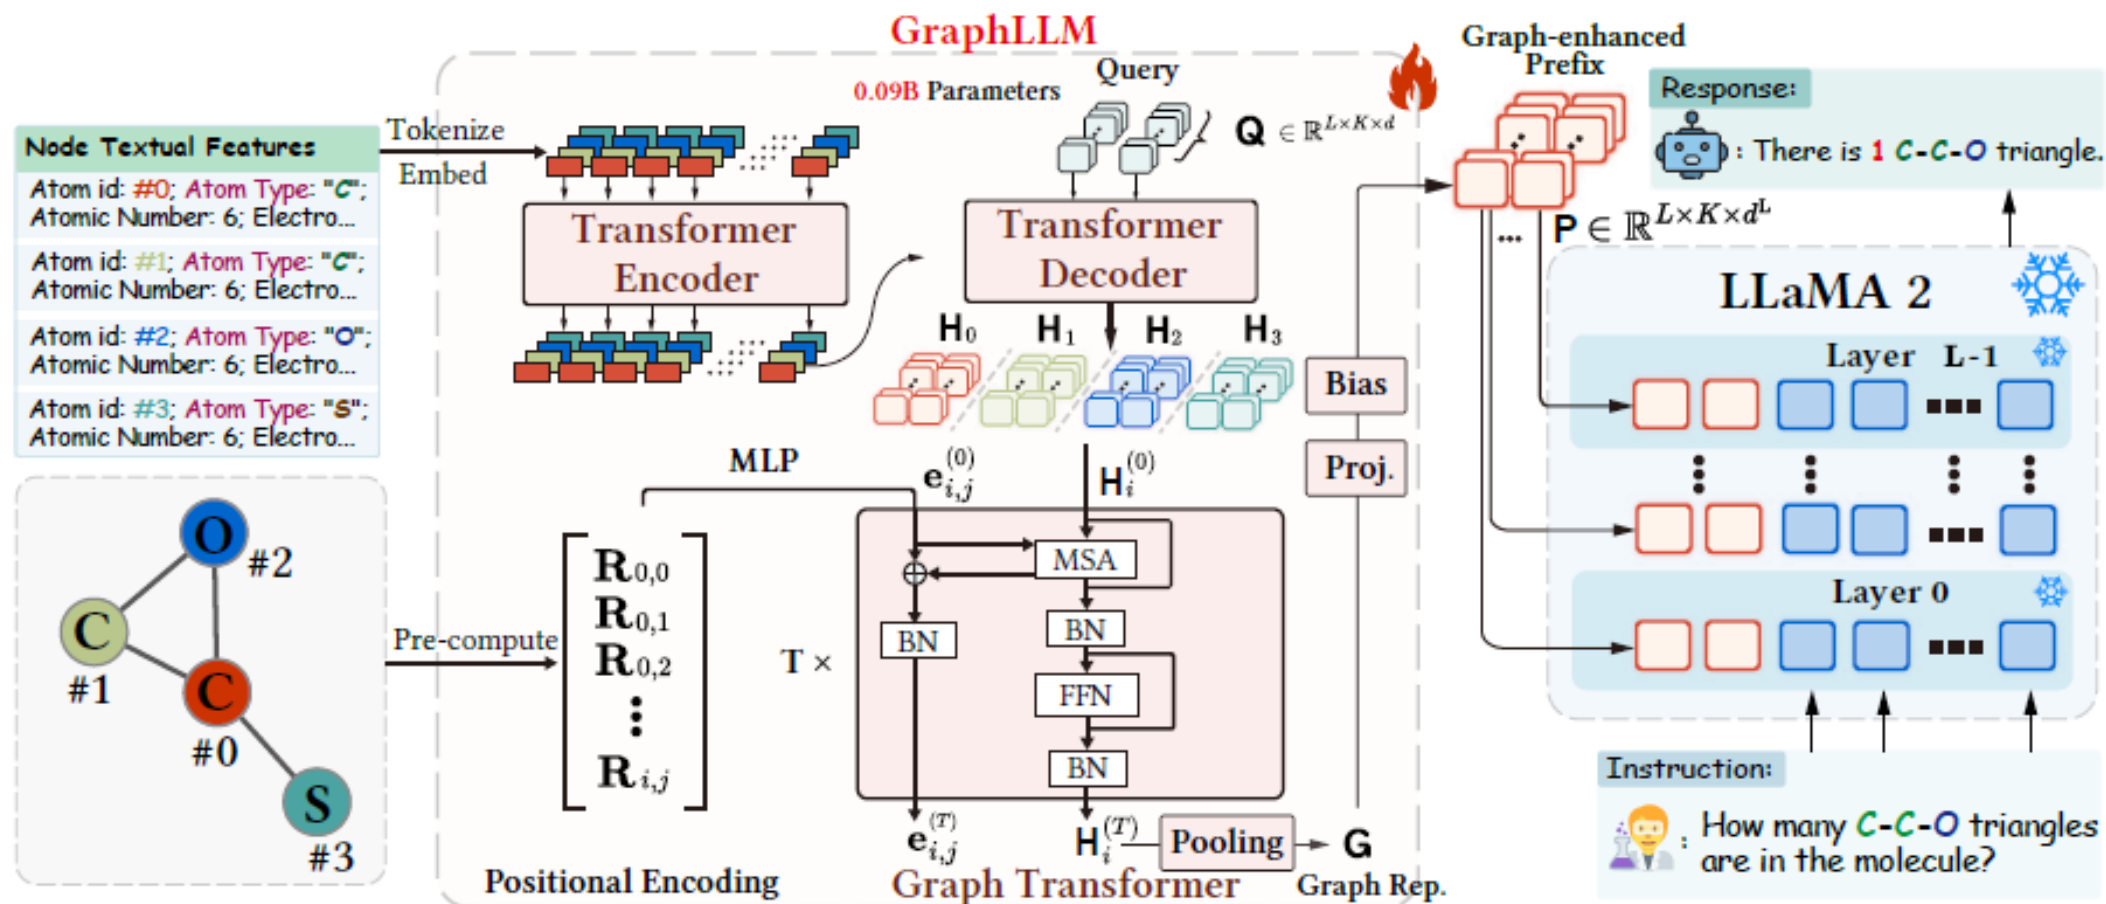 GraphLLM
Node Textual Features
Atom id: #0; Atom Type: "C";
Atomic Number: 6; Electro...
Atom id: #1; Atom Type: "C";
Atomic Number: 6; Electro...
Atom id: #2; Atom Type: "O";
Atomic Number: 6; Electro...
Atom id: #3; Atom Type: "S";
Atomic Number: 6; Electro...
O
#2
C
#1
C
#0
S
#3
Tokenize
Embed
Pre-compute
0.09B Parameters
Query
Q ∈ ℝ^{L×K×d}
Transformer
Encoder
Transformer
Decoder
H₀
H₁
H₂
H₃
MLP
e_{i,j}^{(0)}
H_i^{(0)}
R₀,₀
R₀,₁
R₀,₂
R_{i,j}
T ×
MSA
BN
BN
FFN
BN
e_{i,j}^{(T)}
H_i^{(T)}
Pooling
G
Positional Encoding
Graph Transformer
Graph Rep.
Bias
Proj.
Graph-enhanced
Prefix
...
P ∈ ℝ^{L×K×d^L}
Response:
: There is 1 C-C-O triangle.
LLaMA 2
Layer L-1
Layer 0
Instruction:
: How many C-C-O triangles
are in the molecule?